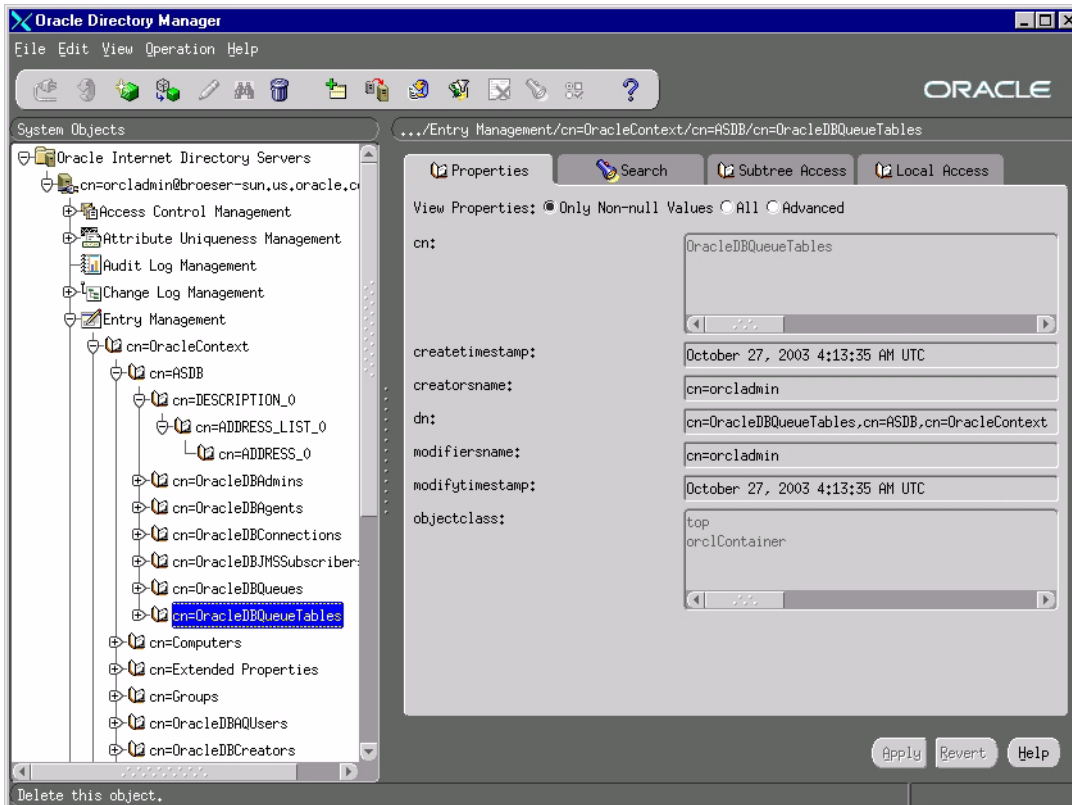 Oracle Directory Manager
File Edit View Operation Help
ORACLE
System Objects
Oracle Internet Directory Servers
cn=orcladmin@broeser-sun.us.oracle.co
Access Control Management
Attribute Uniqueness Management
Audit Log Management
Change Log Management
Entry Management
cn=OracleContext
cn=ASDB
cn=DESCRIPTION_0
cn=ADDRESS_LIST_0
cn=ADDRESS_0
cn=OracleDBAdmins
cn=OracleDBAgents
cn=OracleDBConnections
cn=OracleDBJMSSubscriber
cn=OracleDBQueues
cn=OracleDBQueueTables
cn=Computers
cn=Extended Properties
cn=Groups
cn=OracleDBAQUsers
cn=OracleDBCreators
.../Entry Management/cn=OracleContext/cn=ASDB/cn=OracleDBQueueTables
Properties Search Subtree Access Local Access
View Properties: Only Non-null Values All Advanced
cn: OracleDBQueueTables
createtimestamp: October 27, 2003 4:13:35 AM UTC
creatorsname: cn=orcladmin
dn: cn=OracleDBQueueTables,cn=ASDB,cn=OracleContext
modifiersname: cn=orcladmin
modifytimestamp: October 27, 2003 4:13:35 AM UTC
objectclass: top
orclContainer
Apply Revert Help
Delete this object.